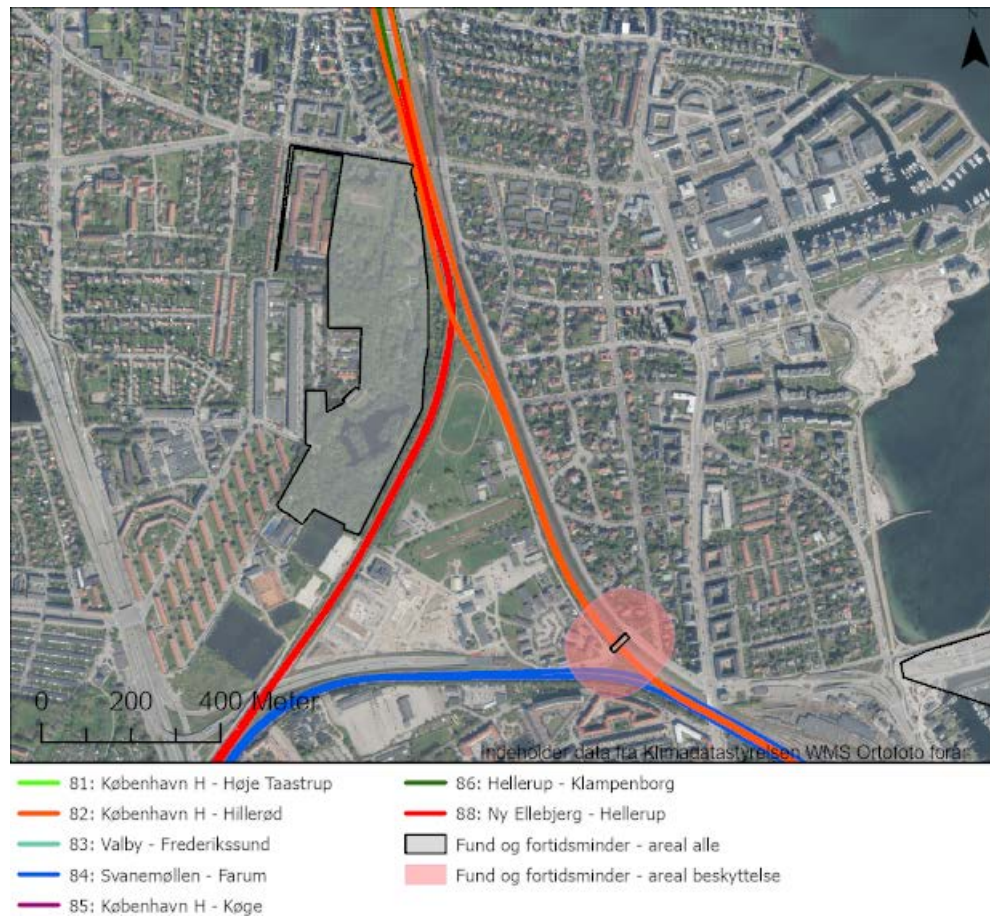 N
0 200 400 Meter
Indeholder data fra Klimadatastyrelsen WMS Ortofoto forå
81: København H - Høje Taastrup
82: København H - Hillerød
83: Valby - Frederikssund
84: Svanemøllen - Farum
85: København H - Køge
86: Hellerup - Klampenborg
88: Ny Ellebjerg - Hellerup
Fund og fortidsminder - areal alle
Fund og fortidsminder - areal beskyttelse